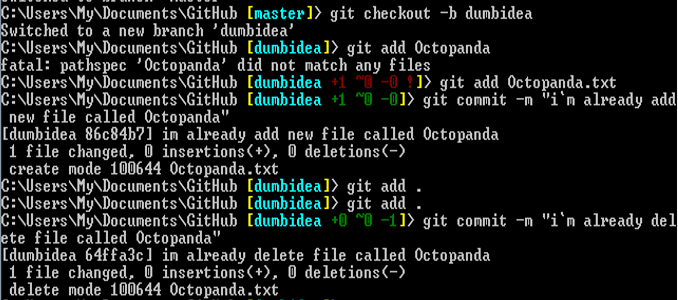 C:\Users\My\Documents\GitHub [master]> git checkout -b dumbidea
Switched to a new branch 'dumbidea'
C:\Users\My\Documents\GitHub [dumbidea]> git add Octopanda
fatal: pathspec 'Octopanda' did not match any files
C:\Users\My\Documents\GitHub [dumbidea +1 ~0 -0 !]> git add Octopanda.txt
C:\Users\My\Documents\GitHub [dumbidea +1 ~0 -0]> git commit -m "i`m already add
new file called Octopanda"
[dumbidea 86c84b7] im already add new file called Octopanda
1 file changed, 0 insertions(+), 0 deletions(-)
create mode 100644 Octopanda.txt
C:\Users\My\Documents\GitHub [dumbidea]> git add .
C:\Users\My\Documents\GitHub [dumbidea]> git add .
C:\Users\My\Documents\GitHub [dumbidea +0 ~0 -1]> git commit -m "i`m already del
ete file called Octopanda"
[dumbidea 64ffa3c] im already delete file called Octopanda
1 file changed, 0 insertions(+), 0 deletions(-)
delete mode 100644 Octopanda.txt